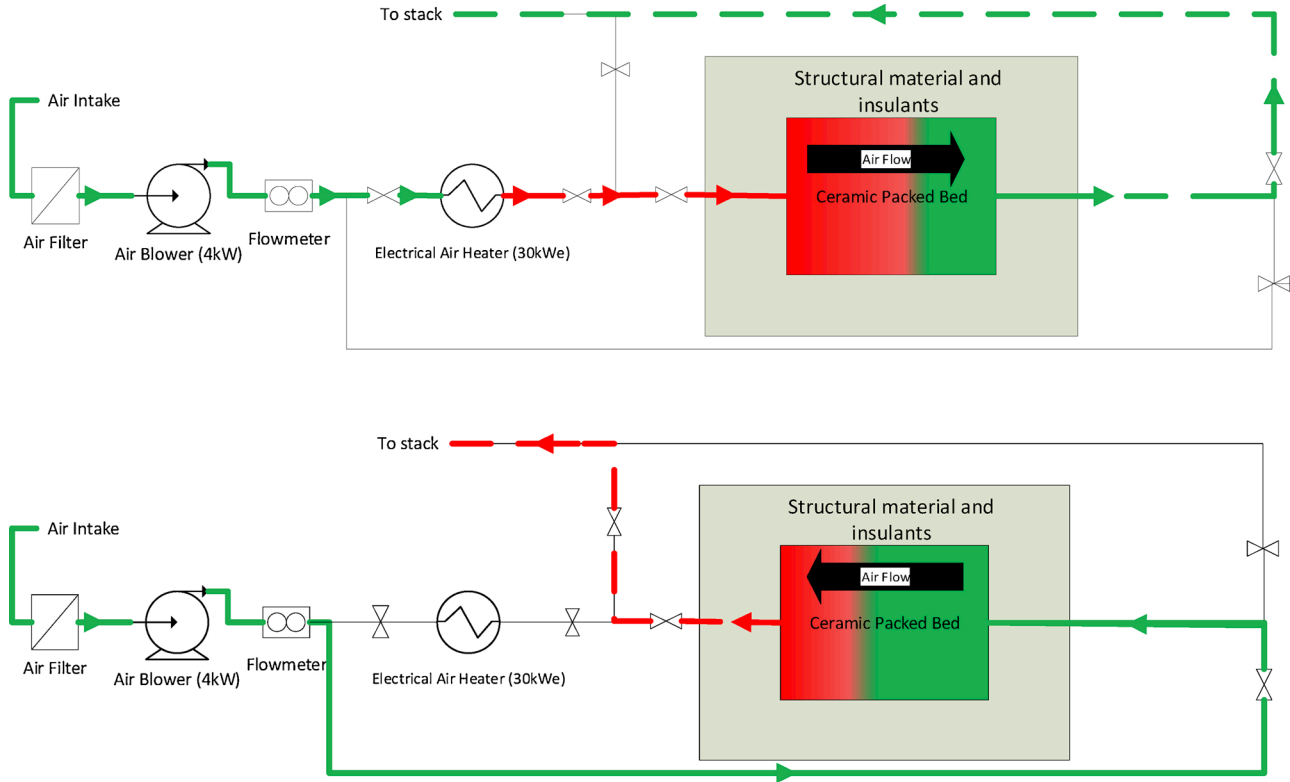 To stack
Air Intake
Structural material and
insulants
Air Flow
Ceramic Packed Bed
Air Filter
Air Blower (4kW)
Flowmeter
Electrical Air Heater (30kWe)
To stack
Air Intake
Structural material and
insulants
Air Flow
Ceramic Packed Bed
Air Filter
Air Blower (4kW)
Flowmeter
Electrical Air Heater (30kWe)